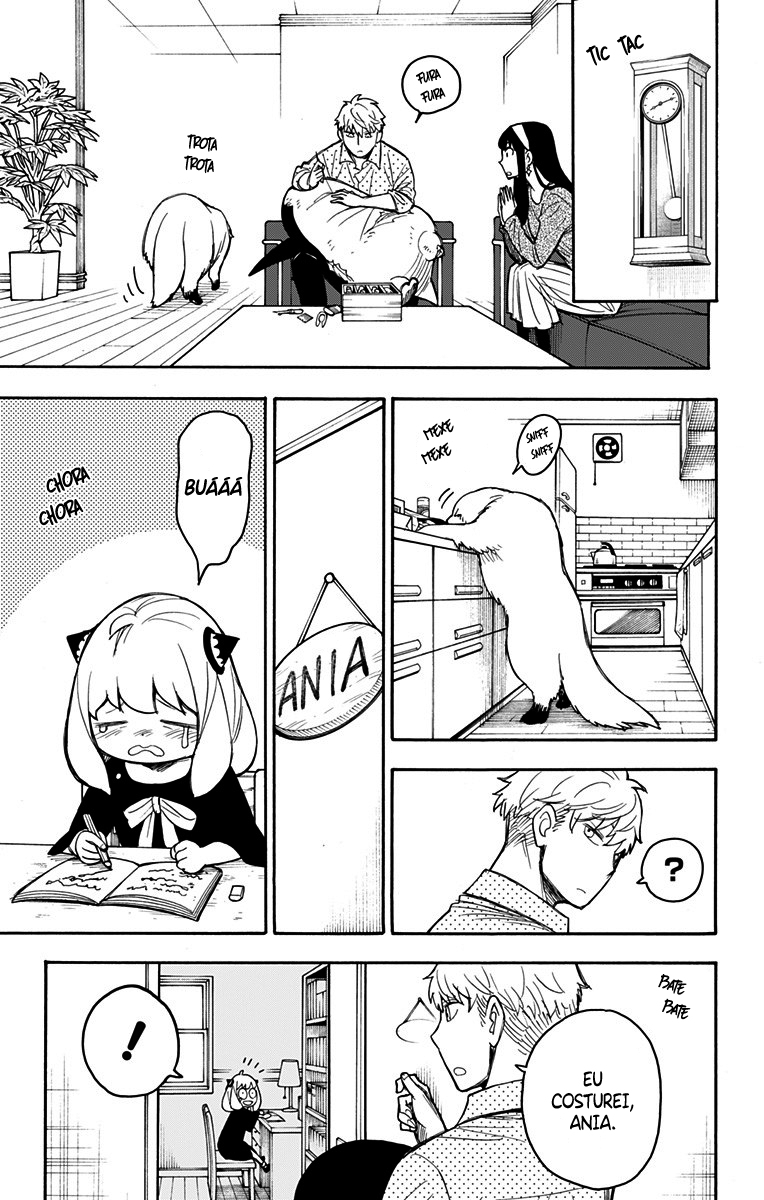 TIC TAC
FURA
FURA
TROTA
TROTA
SNIFF
SNIFF
MEXE
MEXE
ANIA
BUÁÁÁ
CHORA
CHORA
?
BATE
BATE
EU
COSTUREI,
ANIA.
!